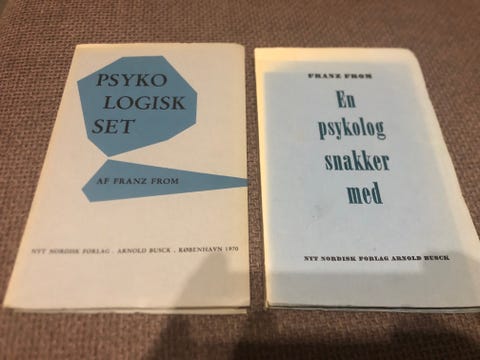 PSYKO
LOGISK
SET
AF FRANZ FROM
NYT NORDISK FORLAG . ARNOLD BUSCK . KØBENHAVN 1970
FRANZ FROM
En
psykolog
snakker
med
NYT NORDISK FORLAG ARNOLD BUSCK